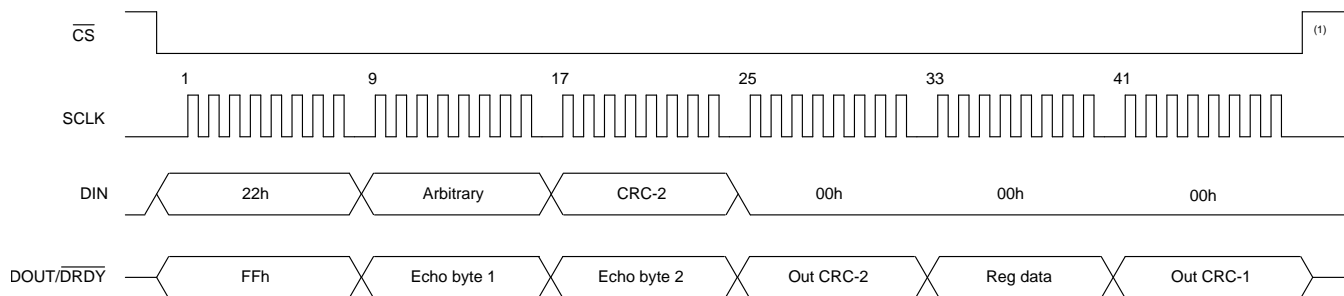 CS
(1)
1 9 17 25 33 41
SCLK
DIN 22h Arbitrary CRC-2 00h 00h 00h
DOUT/DRDY FFh Echo byte 1 Echo byte 2 Out CRC-2 Reg data Out CRC-1